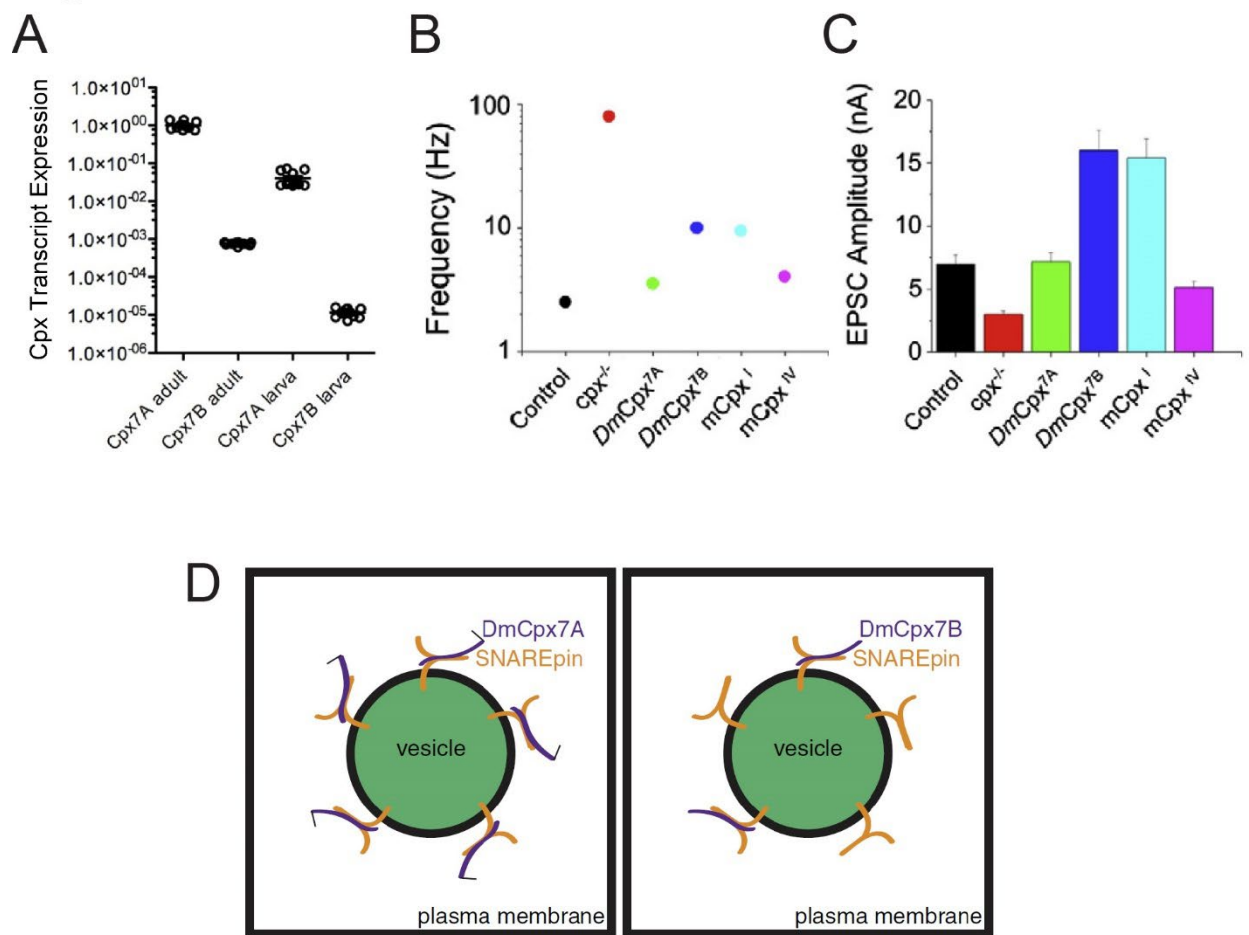 A
Cpx Transcript Expression
1.0×10⁰¹
1.0×10⁰⁰
1.0×10⁻⁰¹
1.0×10⁻⁰²
1.0×10⁻⁰³
1.0×10⁻⁰⁴
1.0×10⁻⁰⁵
1.0×10⁻⁰⁶
Cpx7A adult
Cpx7B adult
Cpx7A larva
Cpx7B larva
B
Frequency (Hz)
100
10
1
Control
cpx⁻/⁻
DmCpx⁷ᴬ
DmCpx⁷ᴮ
mCpx ᴵ
mCpx ᴵⱽ
C
EPSC Amplitude (nA)
20
15
10
5
0
Control
cpx⁻/⁻
DmCpx⁷ᴬ
DmCpx⁷ᴮ
mCpx ᴵ
mCpx ᴵⱽ
D
DmCpx7A
SNAREpin
vesicle
plasma membrane
DmCpx7B
SNAREpin
vesicle
plasma membrane